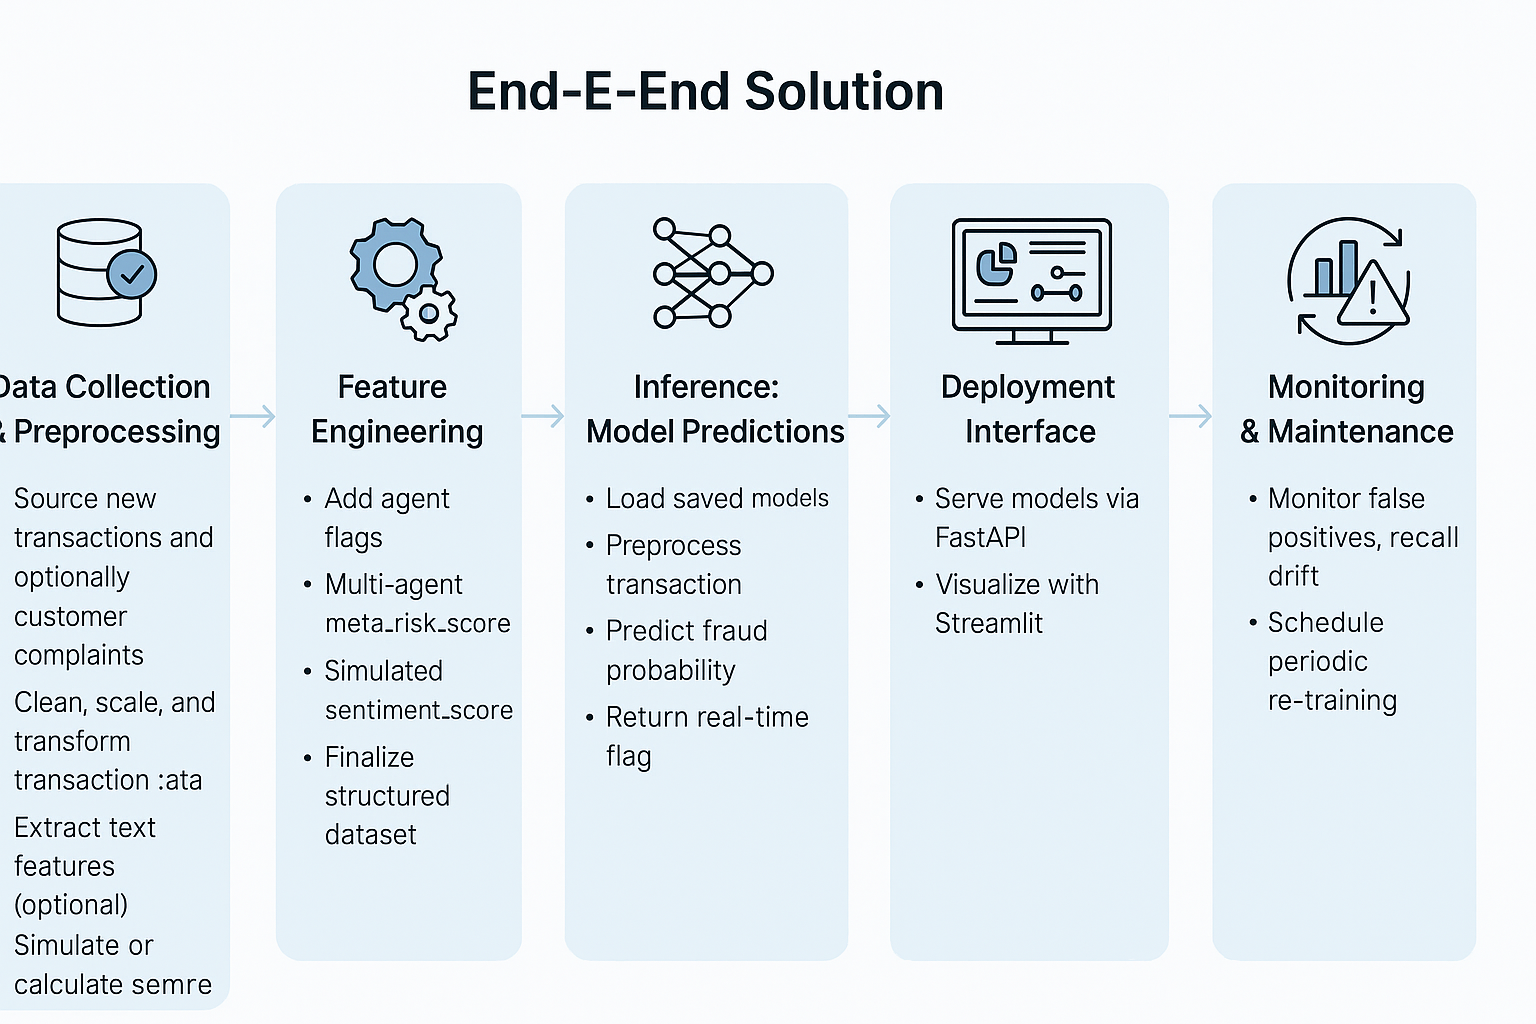 End-E-End Solution
Data Collection
& Preprocessing
Source new
transactions and
optionally
customer
complaints
Clean, scale, and
transform
transaction :ata
Extract text
features
(optional)
Simulate or
calculate semre
Feature
Engineering
• Add agent
flags
• Multi-agent
meta_risk_score
• Simulated
sentiment_score
• Finalize
structured
dataset
Inference:
Model Predictions
• Load saved models
• Preprocess
transaction
• Predict fraud
probability
• Return real-time
flag
Deployment
Interface
• Serve models via
FastAPI
• Visualize with
Streamlit
Monitoring
& Maintenance
• Monitor false
positives, recall
drift
• Schedule
periodic
re-training